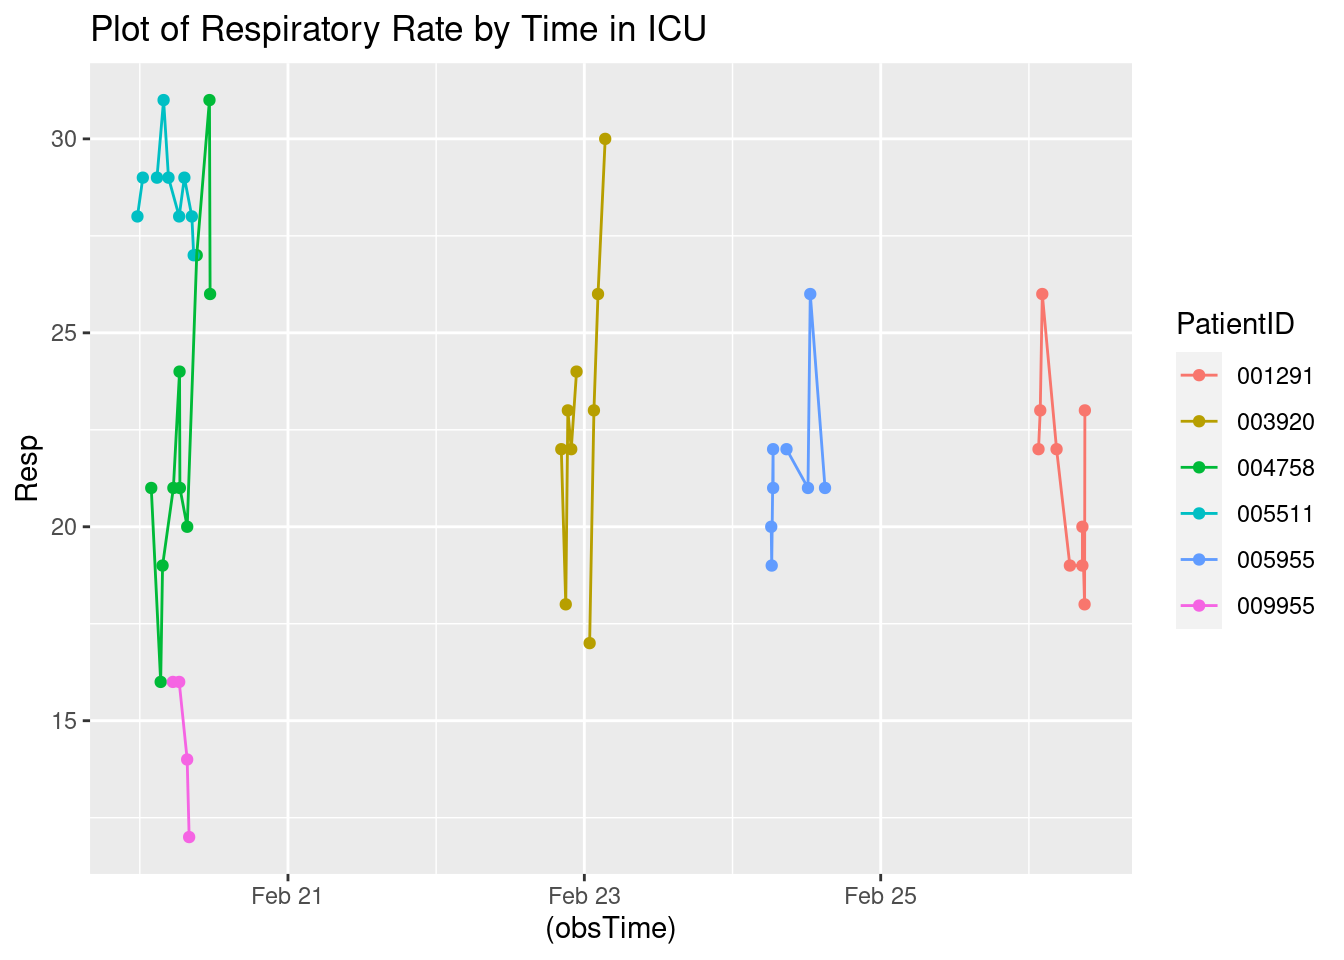 Plot of Respiratory Rate by Time in ICU
30
25
20
15
Resp
Feb 21
Feb 23
Feb 25
(obsTime)
PatientID
001291
003920
004758
005511
005955
009955